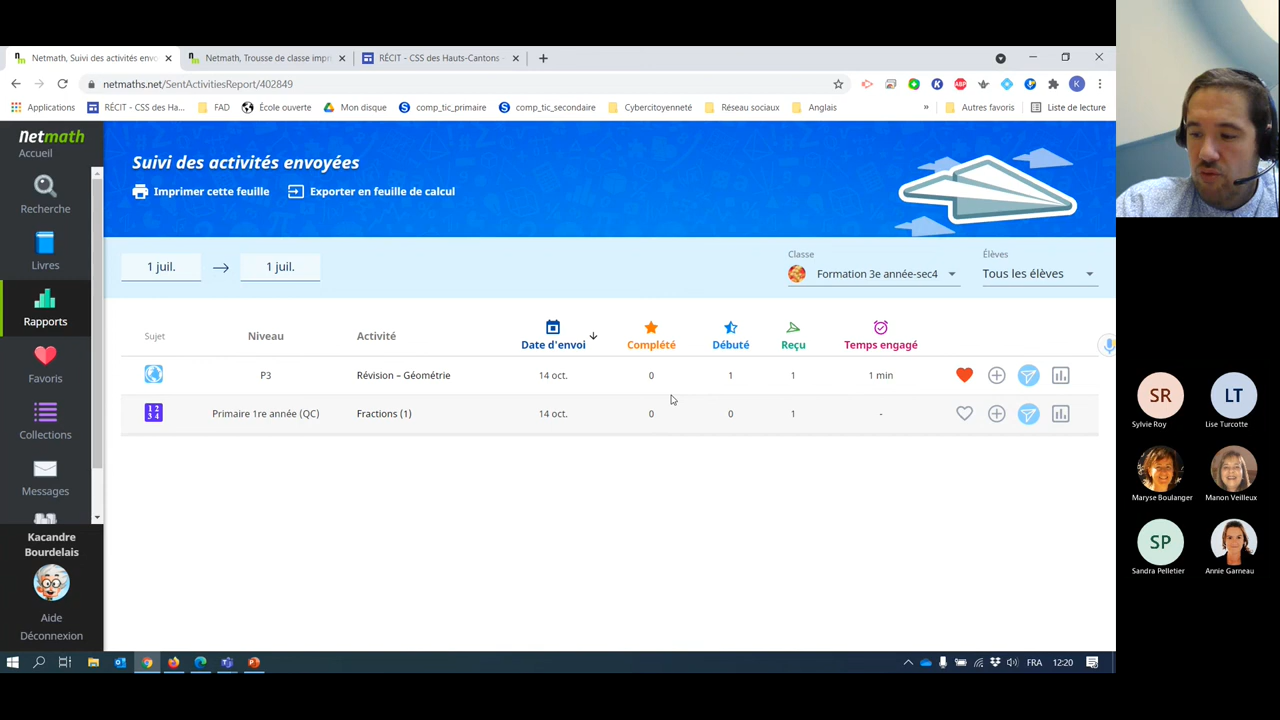 Netmath, Suivi des activités envo
Netmath, Trousse de classe impr
RÉCIT - CSS des Hauts-Cantons
netmaths.net/SentActivitiesReport/402849
ABP
K
Applications
RÉCIT - CSS des Ha...
FAD
École ouverte
Mon disque
comp_tic_primaire
comp_tic_secondaire
Cybercitoyenneté
Réseau sociaux
Anglais
»
Autres favoris
Liste de lecture
Netmath
Accueil
Recherche
Livres
Rapports
Favoris
Collections
Messages
Kacandre
Bourdelais
Aide
Déconnexion
Suivi des activités envoyées
Imprimer cette feuille
Exporter en feuille de calcul
1 juil.
1 juil.
Classe
Formation 3e année-sec4
Élèves
Tous les élèves
Sujet Niveau Activité Date d'envoi Complété Débuté Reçu Temps engagé
P3 Révision – Géométrie 14 oct. 0 1 1 1 min
1 2 3 4 Primaire 1re année (QC) Fractions (1) 14 oct. 0 0 1 -
FRA 12:20
SR LT
Sylvie Roy Lise Turcotte
Maryse Boulanger Manon Veilleux
SP
Sandra Pelletier Annie Garneau